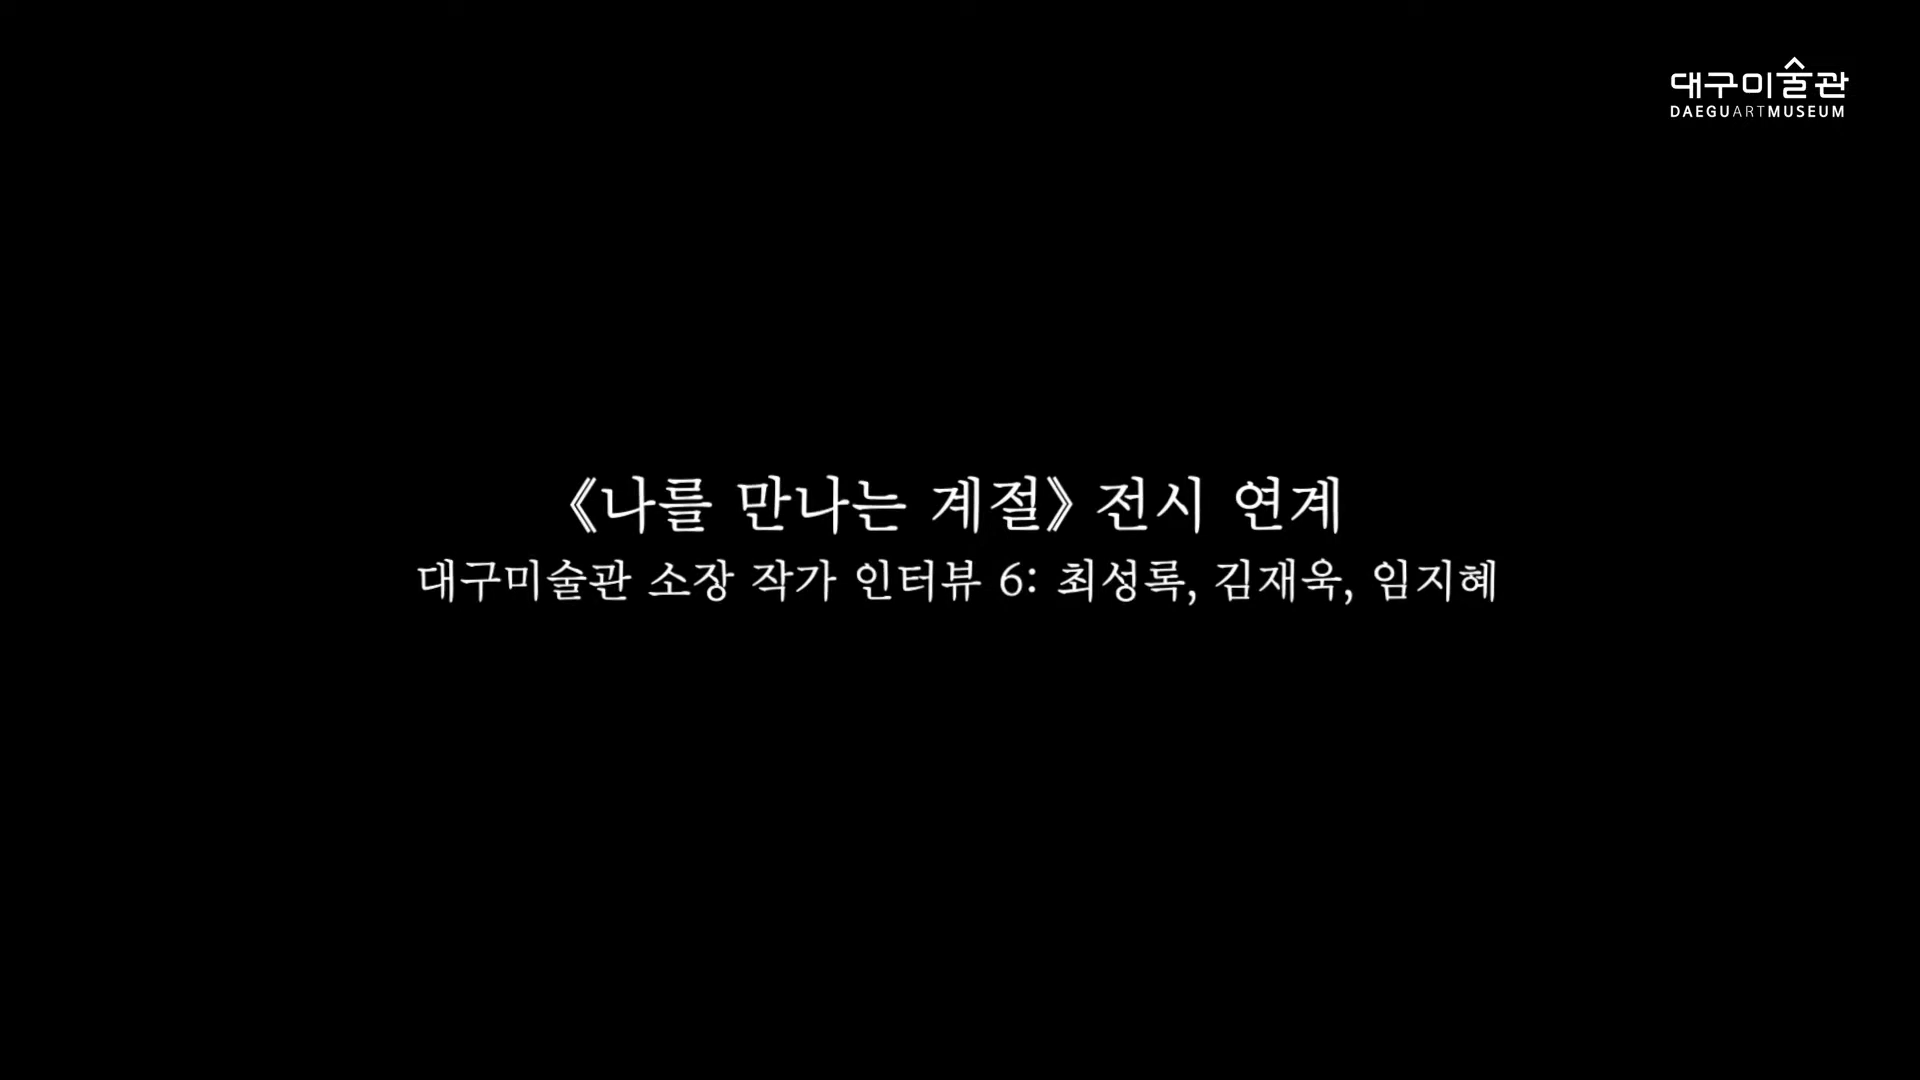 대구미술관
DAEGUARTMUSEUM
《나를 만나는 계절》 전시 연계
대구미술관 소장 작가 인터뷰 6: 최성록, 김재욱, 임지혜